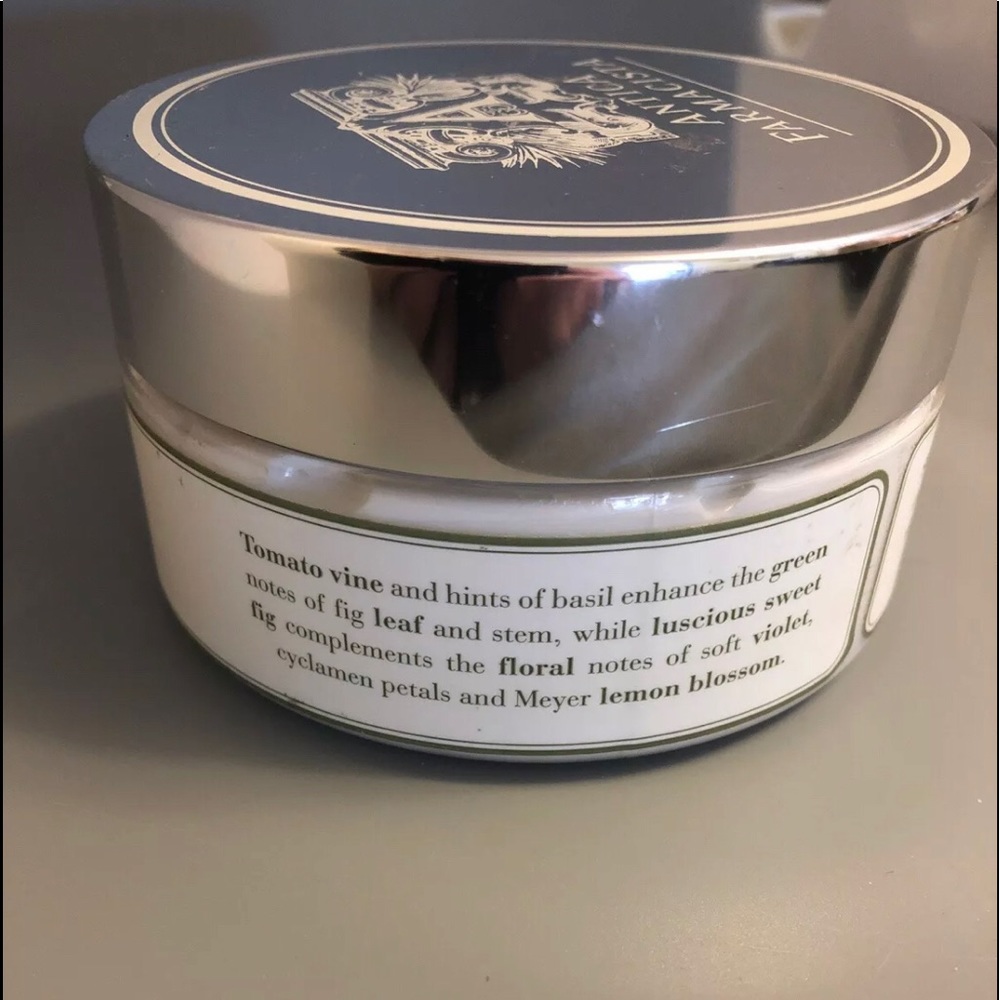 ANTICA
FARMACISTA
Tomato vine and hints of basil enhance the green
notes of fig leaf and stem, while luscious sweet
fig complements the floral notes of soft violet,
cyclamen petals and Meyer lemon blossom.